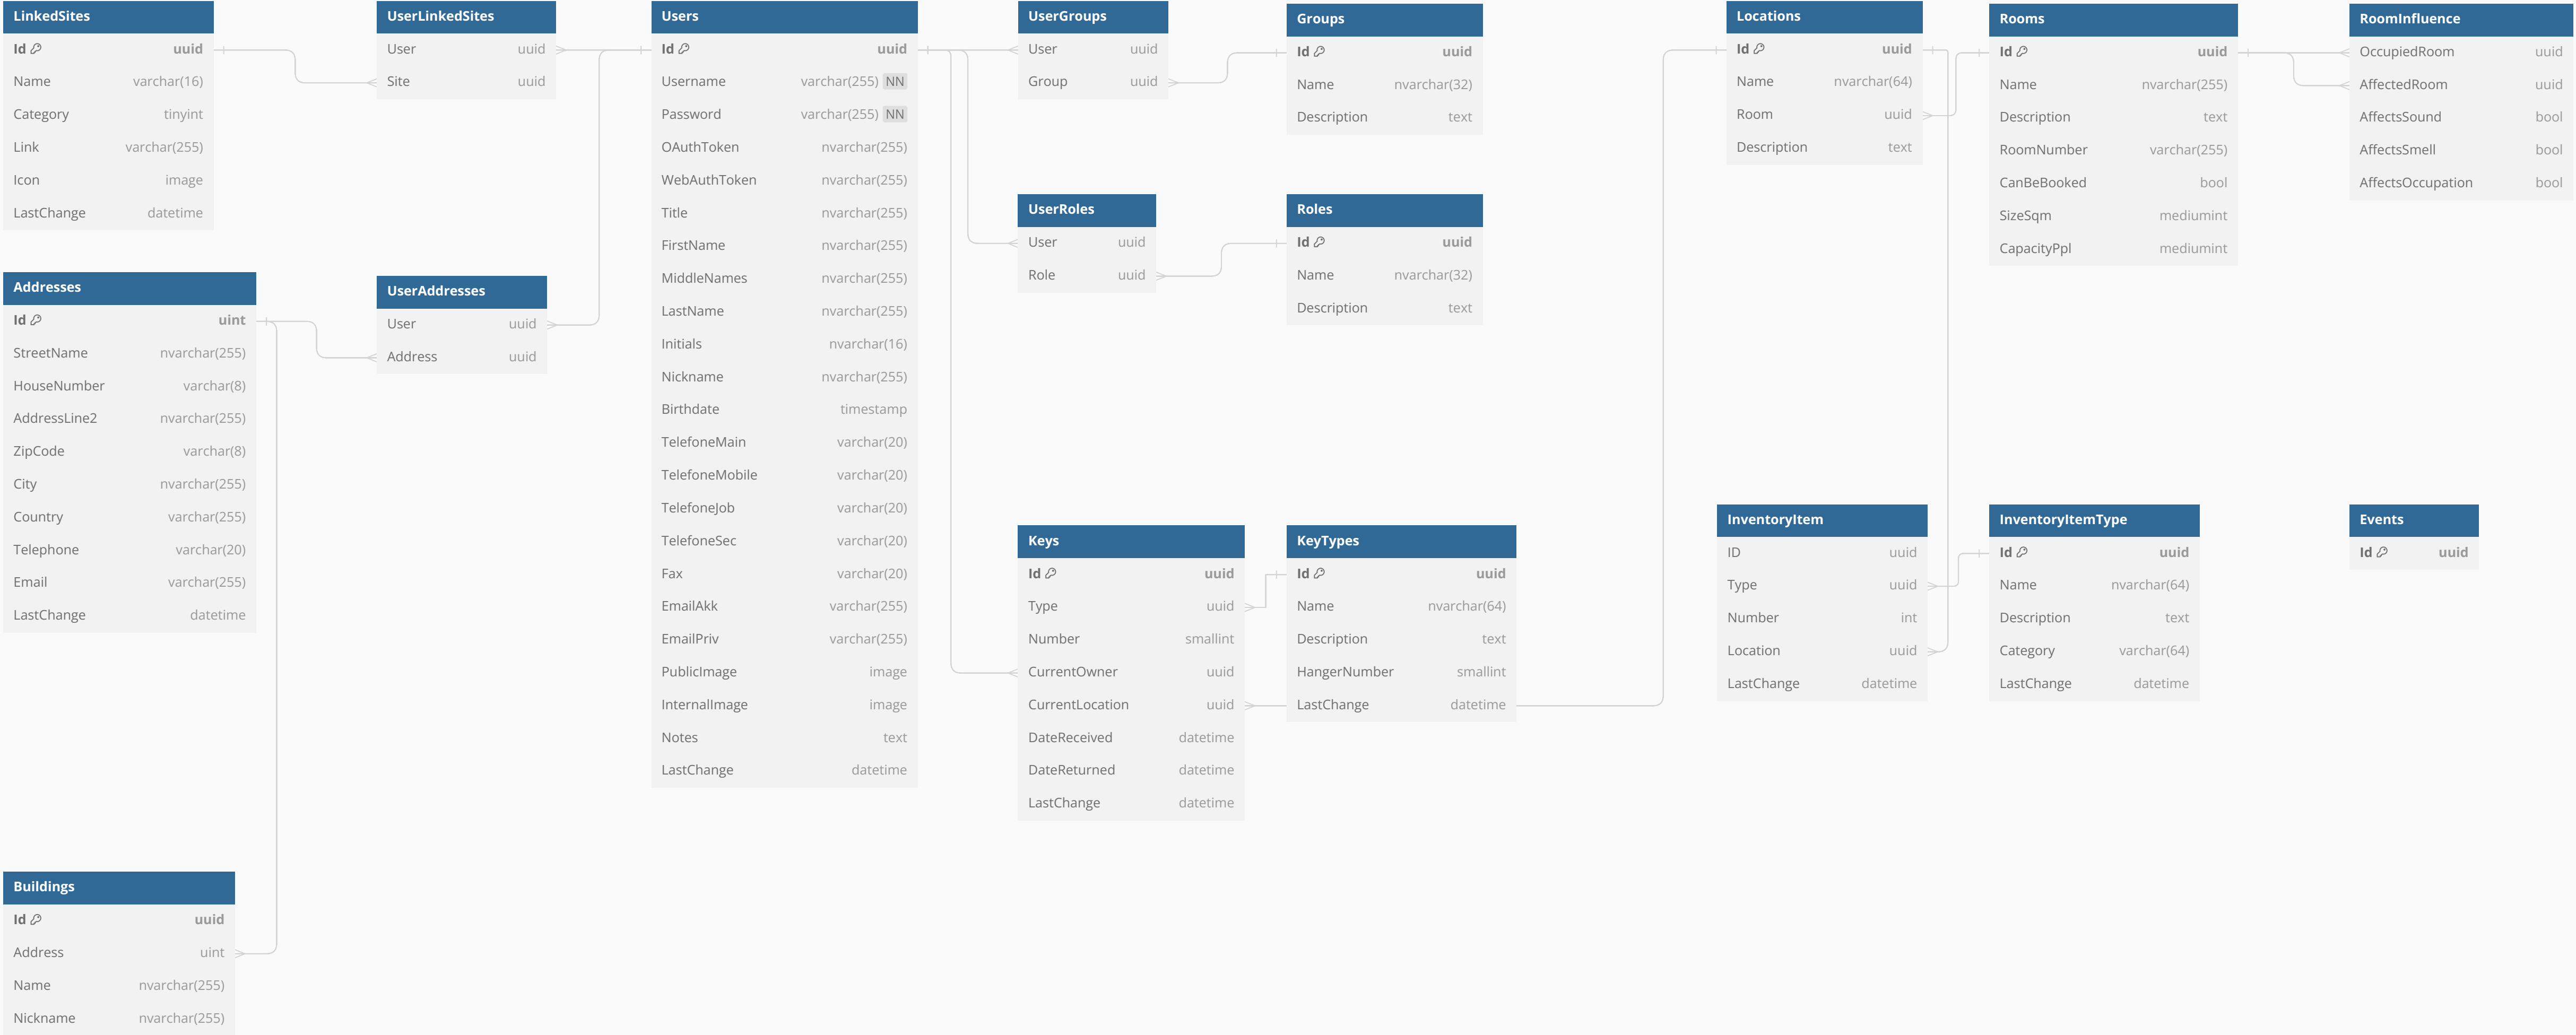 LinkedSites
Id uuid
Name varchar(16)
Category tinyint
Link varchar(255)
Icon image
LastChange datetime
UserLinkedSites
User uuid
Site uuid
Users
Id uuid
Username varchar(255) NN
Password varchar(255) NN
OAuthToken nvarchar(255)
WebAuthToken nvarchar(255)
Title nvarchar(255)
FirstName nvarchar(255)
MiddleNames nvarchar(255)
LastName nvarchar(255)
Initials nvarchar(16)
Nickname nvarchar(255)
Birthdate timestamp
TelefoneMain varchar(20)
TelefoneMobile varchar(20)
TelefoneJob varchar(20)
TelefoneSec varchar(20)
Fax varchar(20)
EmailAkk varchar(255)
EmailPriv varchar(255)
PublicImage image
InternalImage image
Notes text
LastChange datetime
UserGroups
User uuid
Group uuid
Groups
Id uuid
Name nvarchar(32)
Description text
Locations
Id uuid
Name nvarchar(64)
Room uuid
Description text
Rooms
Id uuid
Name nvarchar(255)
Description text
RoomNumber varchar(255)
CanBeBooked bool
SizeSqm mediumint
CapacityPpl mediumint
RoomInfluence
OccupiedRoom uuid
AffectedRoom uuid
AffectsSound bool
AffectsSmell bool
AffectsOccupation bool
UserRoles
User uuid
Role uuid
Roles
Id uuid
Name nvarchar(32)
Description text
Addresses
Id uint
StreetName nvarchar(255)
HouseNumber varchar(8)
AddressLine2 nvarchar(255)
ZipCode varchar(8)
City nvarchar(255)
Country varchar(255)
Telephone varchar(20)
Email varchar(255)
LastChange datetime
UserAddresses
User uuid
Address uuid
Keys
Id uuid
Type uuid
Number smallint
CurrentOwner uuid
CurrentLocation uuid
DateReceived datetime
DateReturned datetime
LastChange datetime
KeyTypes
Id uuid
Name nvarchar(64)
Description text
HangerNumber smallint
LastChange datetime
InventoryItem
ID uuid
Type uuid
Number int
Location uuid
LastChange datetime
InventoryItemType
Id uuid
Name nvarchar(64)
Description text
Category varchar(64)
LastChange datetime
Events
Id uuid
Buildings
Id uuid
Address uint
Name nvarchar(255)
Nickname nvarchar(255)